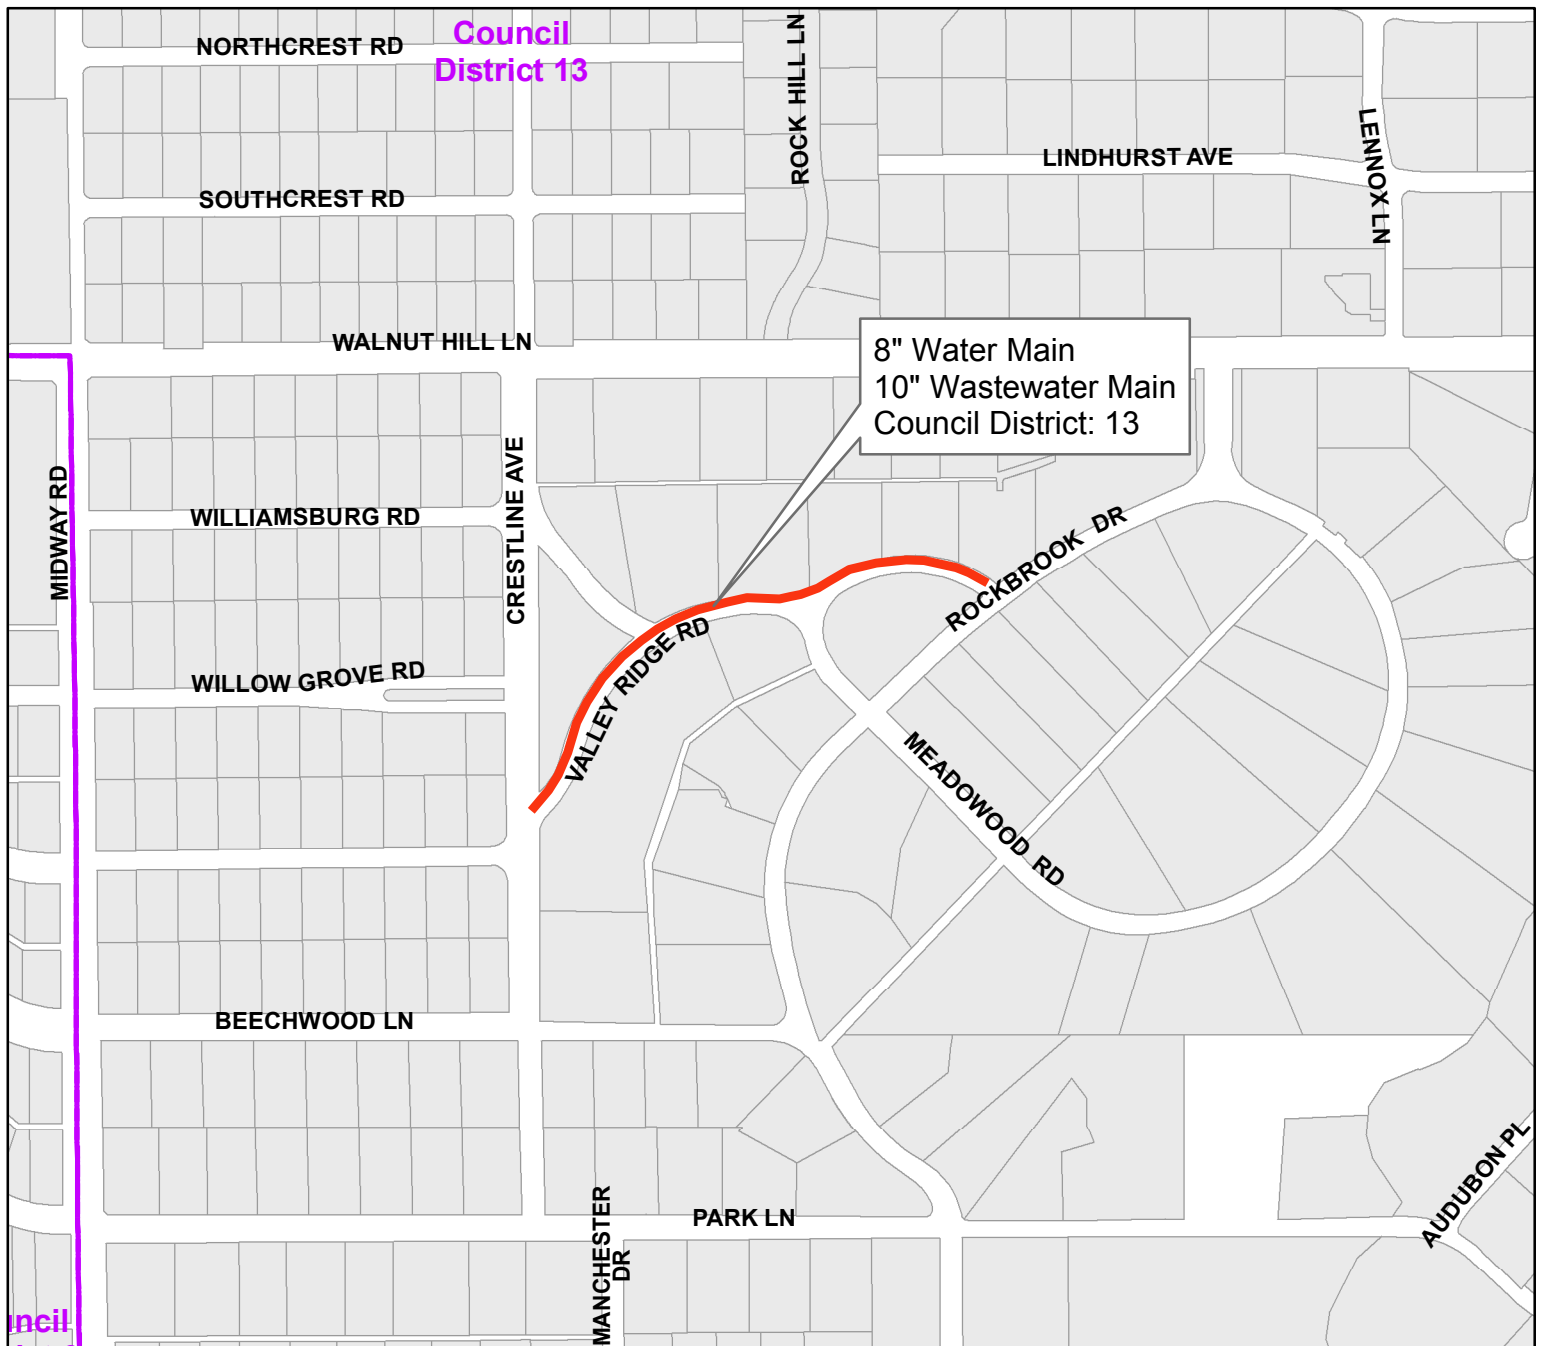 Council
District 13
NORTHCREST RD
ROCK HILL LN
LENNOX LN
LINDHURST AVE
SOUTHCREST RD
WALNUT HILL LN
8" Water Main
10" Wastewater Main
Council District: 13
MIDWAY RD
CRESTLINE AVE
WILLIAMSBURG RD
ROCKBROOK DR
VALLEY RIDGE RD
WILLOW GROVE RD
MEADOWOOD RD
BEECHWOOD LN
AUDUBON PL
PARK LN
MANCHESTER
DR
uncil